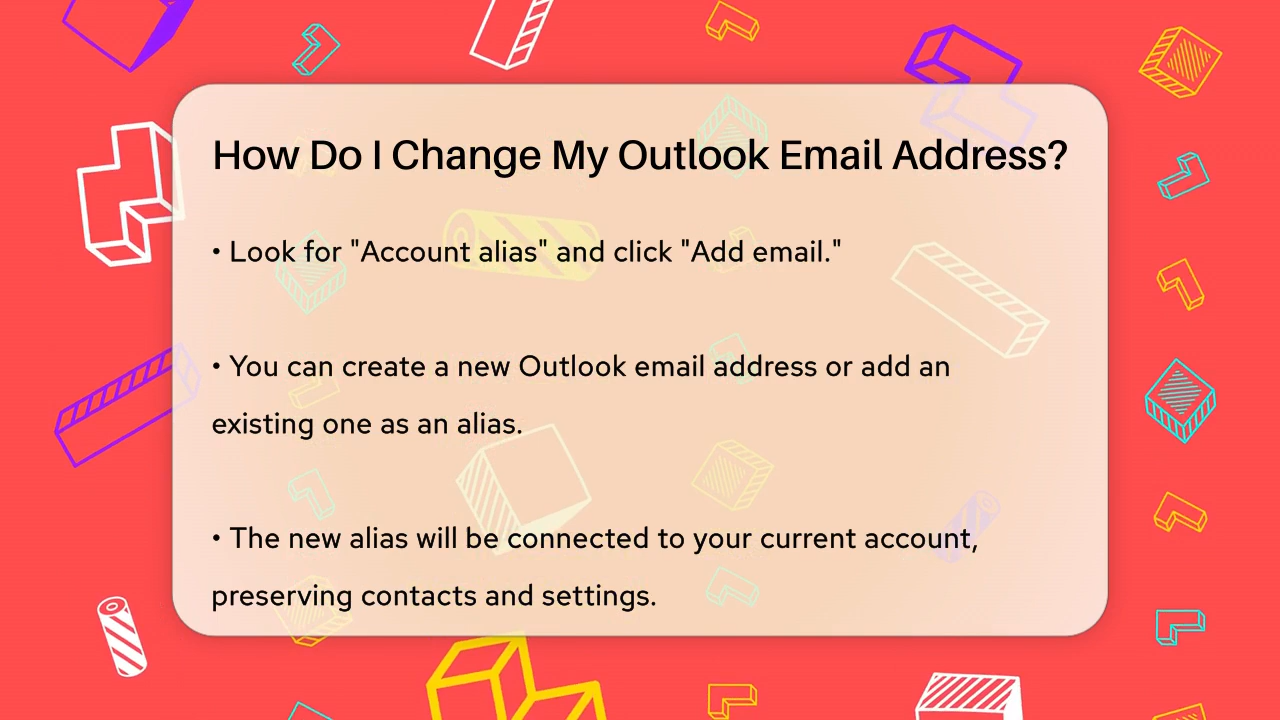 How Do I Change My Outlook Email Address?
• Look for "Account alias" and click "Add email."
• You can create a new Outlook email address or add an
existing one as an alias.
• The new alias will be connected to your current account,
preserving contacts and settings.